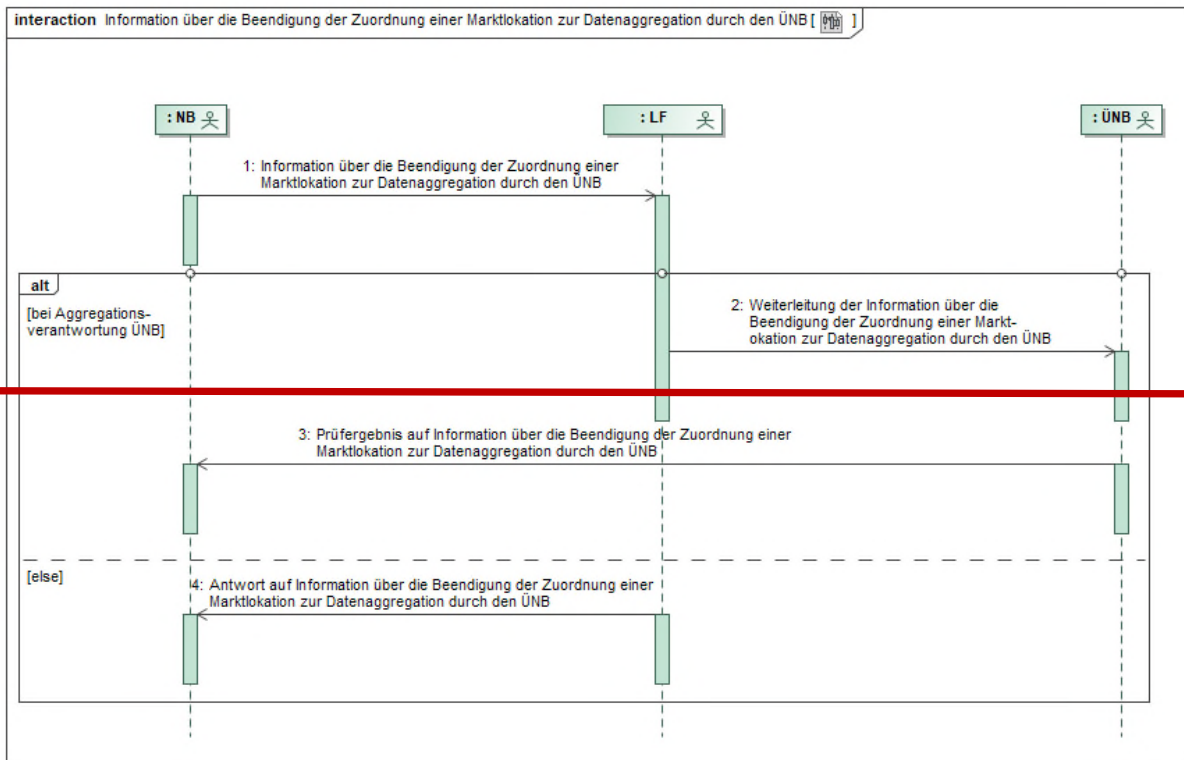 interaction Information über die Beendigung der Zuordnung einer Marktlokation zur Datenaggregation durch den ÜNB [ ]
: NB
: LF
: ÜNB
1: Information über die Beendigung der Zuordnung einer
Marktlokation zur Datenaggregation durch den ÜNB
alt
[bei Aggregations-
verantwortung ÜNB]
2: Weiterleitung der Information über die
Beendigung der Zuordnung einer Markt-
okation zur Datenaggregation durch den ÜNB
3: Prüfergebnis auf Information über die Beendigung der Zuordnung einer
Marktlokation zur Datenaggregation durch den ÜNB
[else]
4: Antwort auf Information über die Beendigung der Zuordnung einer
Marktlokation zur Datenaggregation durch den ÜNB